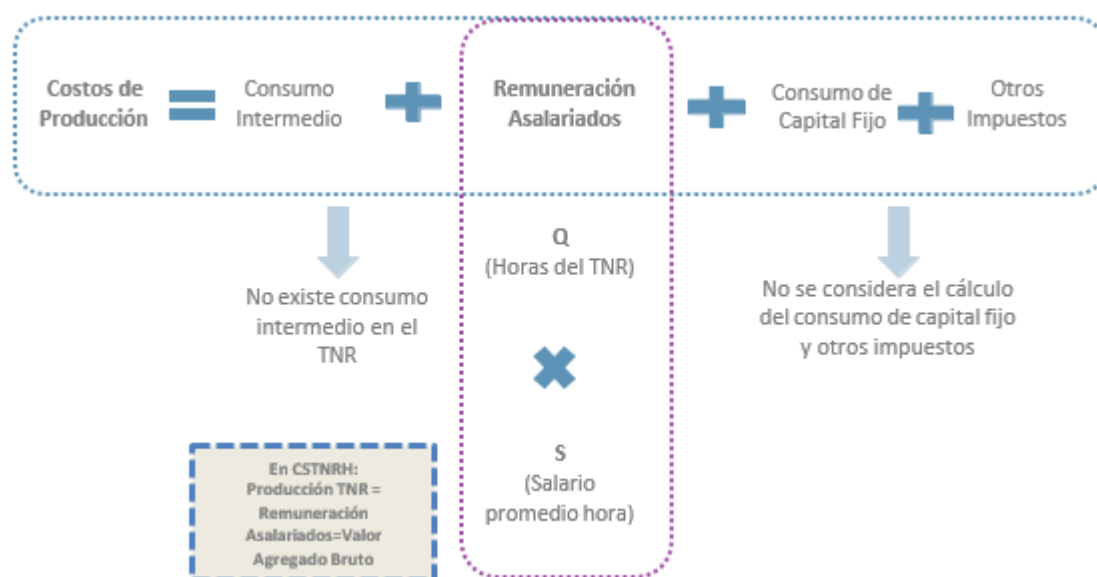 Costos de
Producción
Consumo
Intermedio
Remuneración
Asalariados
Consumo de
Capital Fijo
Otros
Impuestos
No existe consumo
intermedio en el
TNR
Q
(Horas del TNR)
No se considera el cálculo
del consumo de capital fijo
y otros impuestos
S
(Salario
promedio hora)
En CSTNRH:
Producción TNR =
Remuneración
Asalariados=Valor
Agregado Bruto